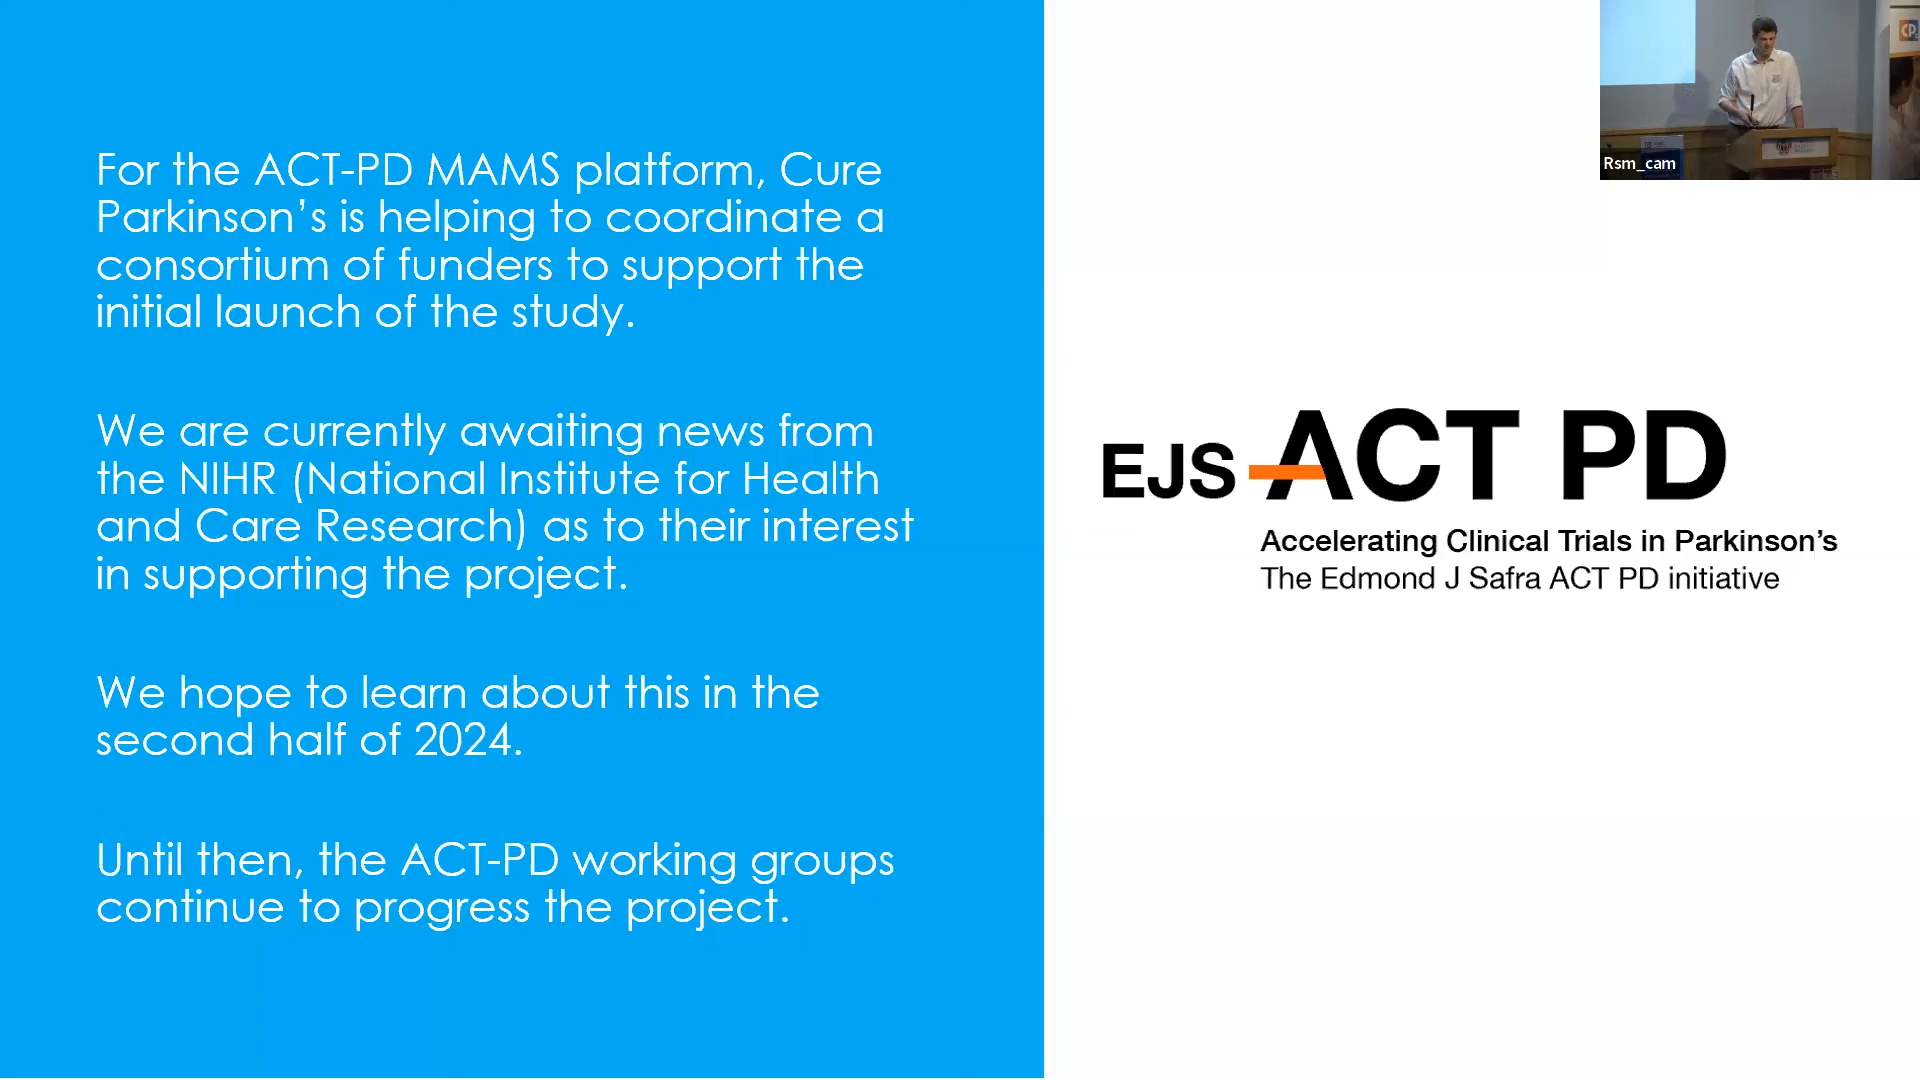 For the ACT-PD MAMS platform, Cure
Parkinson’s is helping to coordinate a
consortium of funders to support the
initial launch of the study.
We are currently awaiting news from
the NIHR (National Institute for Health
and Care Research) as to their interest
in supporting the project.
We hope to learn about this in the
second half of 2024.
Until then, the ACT-PD working groups
continue to progress the project.
EJS ACT PD
Accelerating Clinical Trials in Parkinson’s
The Edmond J Safra ACT PD initiative
CP
Rsm_cam